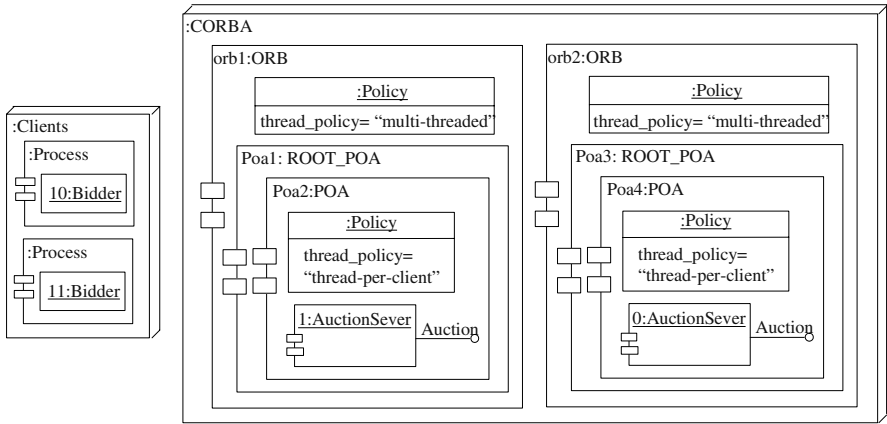 :Clients
:Process
10:Bidder
:Process
11:Bidder
:CORBA
orb1:ORB
:Policy
thread_policy= “multi-threaded”
Poa1: ROOT_POA
Poa2:POA
:Policy
thread_policy=
“thread-per-client”
1:AuctionSever
Auction
orb2:ORB
:Policy
thread_policy= “multi-threaded”
Poa3: ROOT_POA
Poa4:POA
:Policy
thread_policy=
“thread-per-client”
0:AuctionSever
Auction